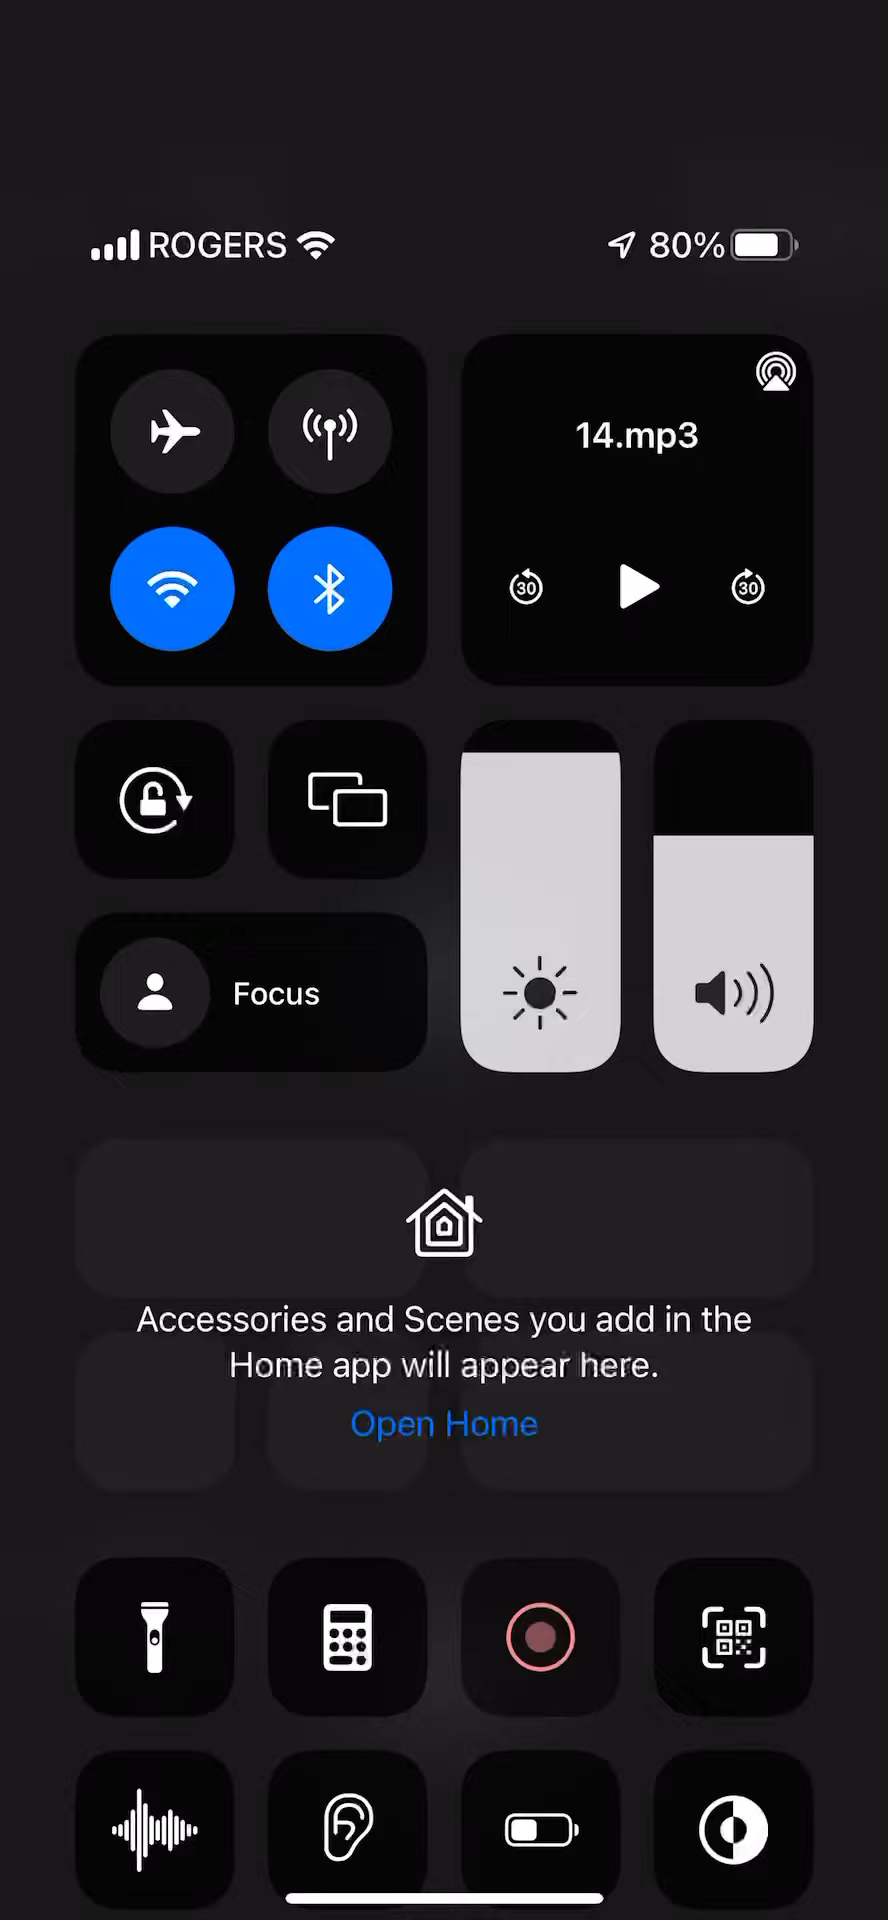 ROGERS 80%
14.mp3
30 30
Focus
Accessories and Scenes you add in the
Home app will appear here.
Open Home